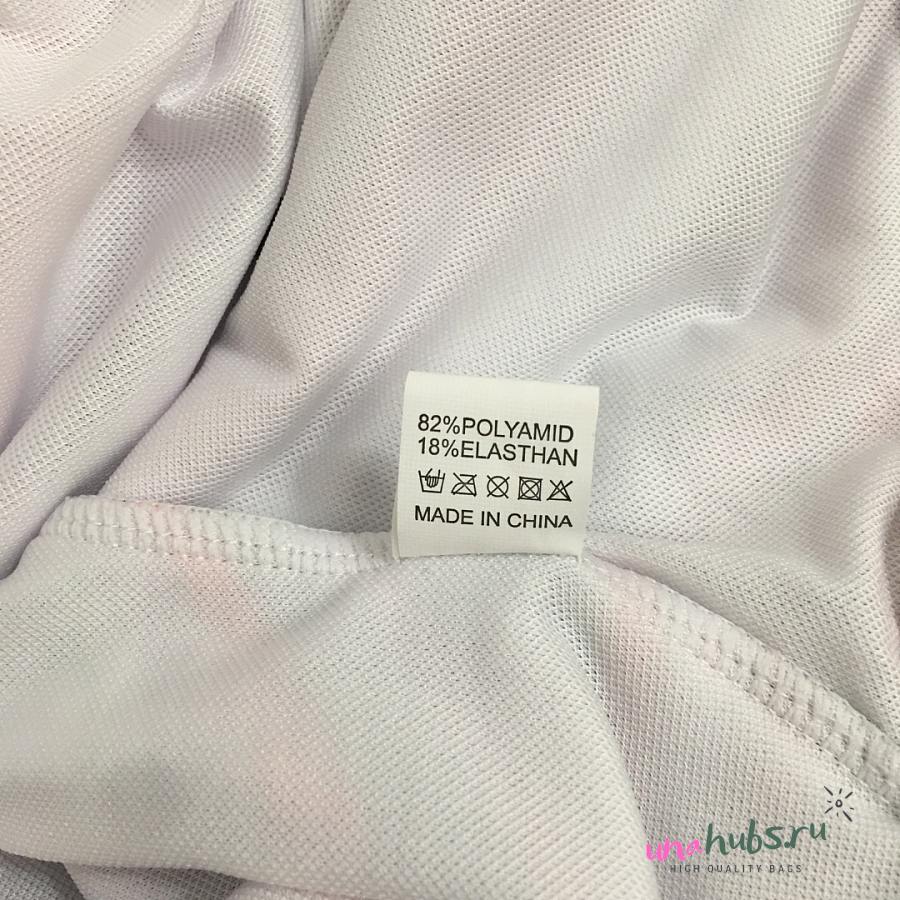 82%POLYAMID
18%ELASTHAN
MADE IN CHINA
unahubs.ru
HIGH QUALITY BAGS